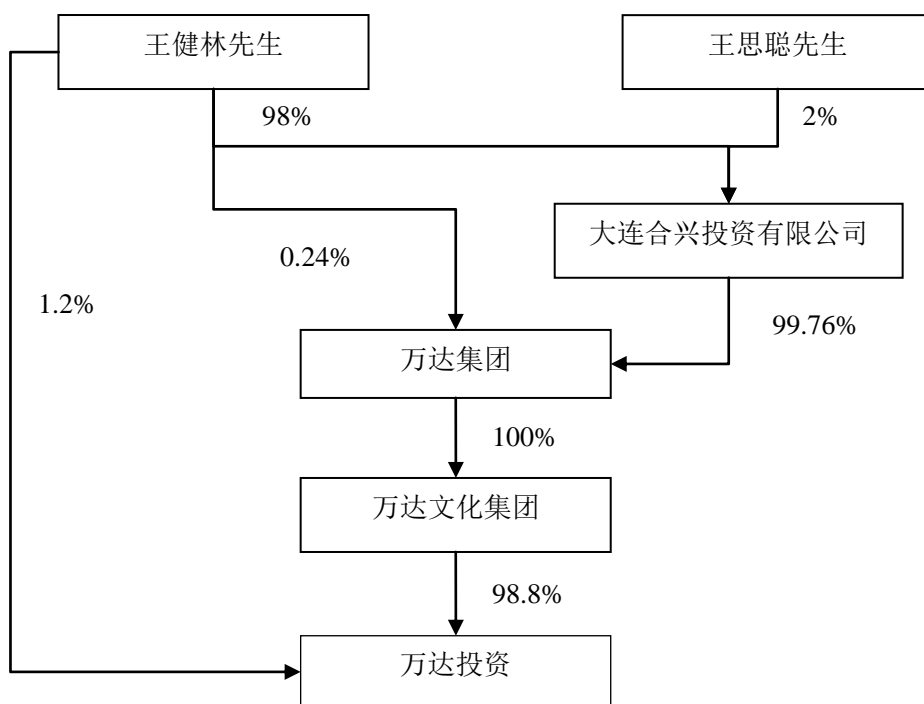 王健林先生
王思聪先生
98%
2%
大连合兴投资有限公司
0.24%
1.2%
99.76%
万达集团
100%
万达文化集团
98.8%
万达投资